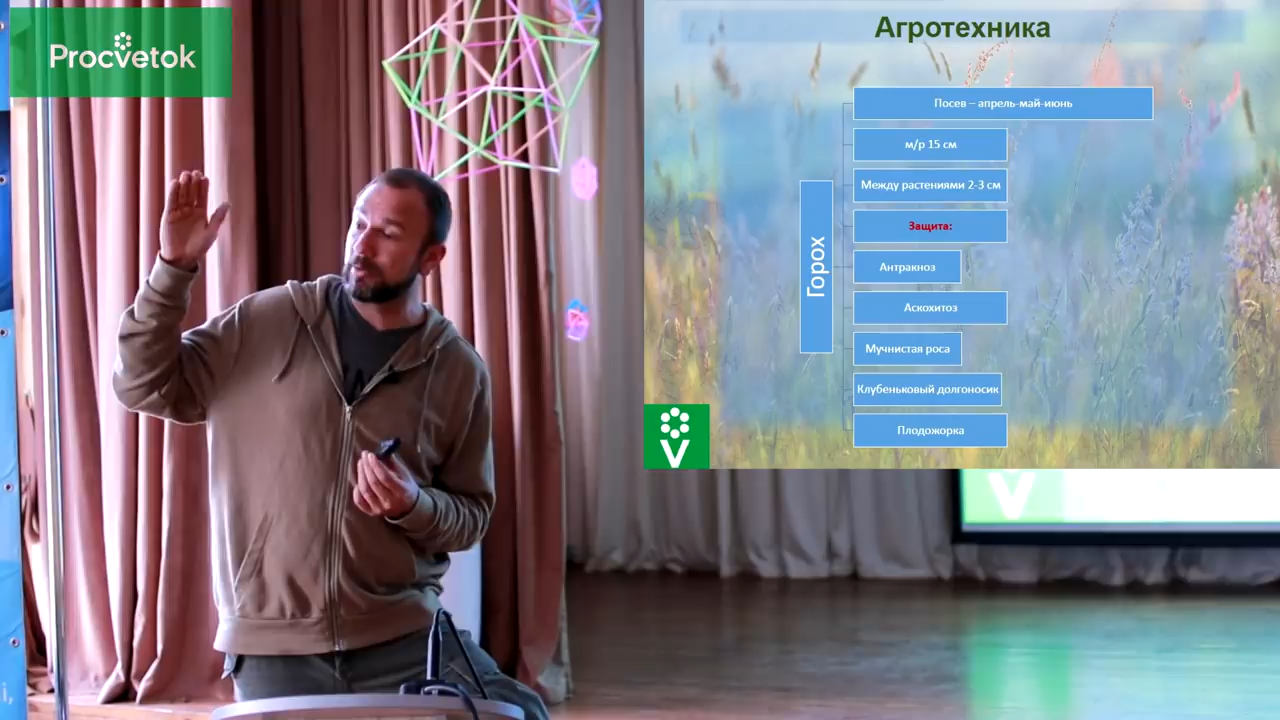 Procvetok
Агротехника
Горох
Посев – апрель-май-июнь
м/р 15 см
Между растениями 2-3 см
Защита:
Антракноз
Аскохитоз
Мучнистая роса
Клубеньковый долгоносик
Плодожорка